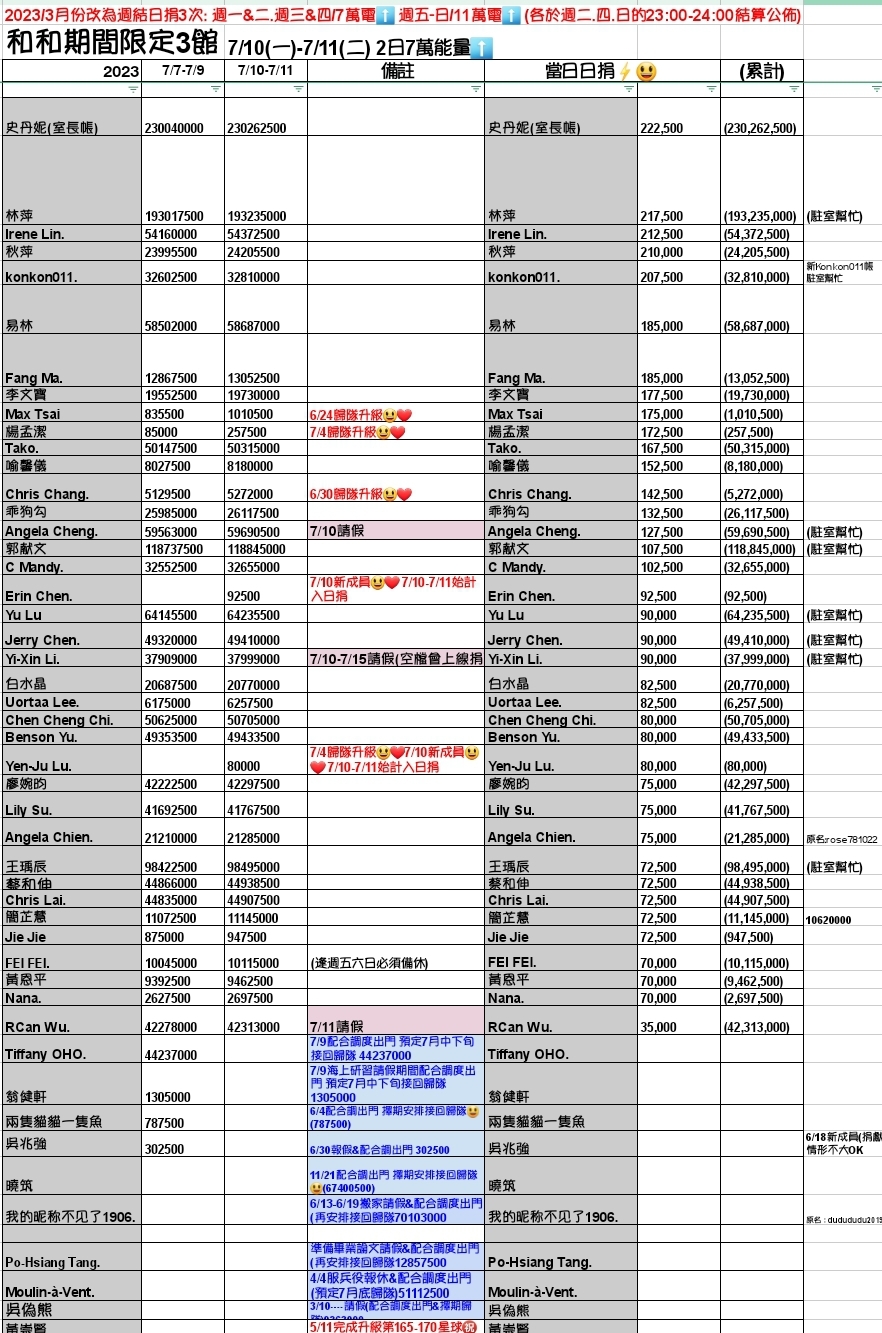 2023/3月份改為週結日捐3次: 週一&二.週三&四/7萬電⬆️ 週五-日/11萬電⬆️ (各於週二.四.日的23:00-24:00結算公佈)
和和期間限定3館 7/10(一)-7/11(二) 2日7萬能量⬆️
2023 7/7-7/9 7/10-7/11 備註 當日日捐⚡😃 (累計)
史丹妮(室長帳) 230040000 230262500 史丹妮(室長帳) 222,500 (230,262,500)
林萍 193017500 193235000 林萍 217,500 (193,235,000) (駐室幫忙)
Irene Lin. 54160000 54372500 Irene Lin. 212,500 (54,372,500)
秋萍 23995500 24205500 秋萍 210,000 (24,205,500)
新Konkon011帳
konkon011. 32602500 32810000 konkon011. 207,500 (32,810,000) 駐室幫忙
易林 58502000 58687000 易林 185,000 (58,687,000)
Fang Ma. 12867500 13052500 Fang Ma. 185,000 (13,052,500)
李文寶 19552500 19730000 李文寶 177,500 (19,730,000)
Max Tsai 835500 1010500 6/24歸隊升級😃❤️ Max Tsai 175,000 (1,010,500)
楊孟潔 85000 257500 7/4歸隊升級😃❤️ 楊孟潔 172,500 (257,500)
Tako. 50147500 50315000 Tako. 167,500 (50,315,000)
喻馨儀 8027500 8180000 喻馨儀 152,500 (8,180,000)
Chris Chang. 5129500 5272000 6/30歸隊升級😃❤️ Chris Chang. 142,500 (5,272,000)
乖狗勾 25985000 26117500 乖狗勾 132,500 (26,117,500)
Angela Cheng. 59563000 59690500 7/10請假 Angela Cheng. 127,500 (59,690,500) (駐室幫忙)
郭献文 118737500 118845000 郭献文 107,500 (118,845,000) (駐室幫忙)
C Mandy. 32552500 32655000 C Mandy. 102,500 (32,655,000)
7/10新成員😃❤️ 7/10-7/11始計
Erin Chen. 92500 入日捐 Erin Chen. 92,500 (92,500)
Yu Lu 64145500 64235500 Yu Lu 90,000 (64,235,500) (駐室幫忙)
Jerry Chen. 49320000 49410000 Jerry Chen. 90,000 (49,410,000) (駐室幫忙)
Yi-Xin Li. 37909000 37999000 7/10-7/15請假(空檔會上線捐 Yi-Xin Li. 90,000 (37,999,000) (駐室幫忙)
白水晶 20687500 20770000 白水晶 82,500 (20,770,000)
Uortaa Lee. 6175000 6257500 Uortaa Lee. 82,500 (6,257,500)
Chen Cheng Chi. 50625000 50705000 Chen Cheng Chi. 80,000 (50,705,000)
Benson Yu. 49353500 49433500 Benson Yu. 80,000 (49,433,500)
7/4歸隊升級😃❤️7/10新成員😃
Yen-Ju Lu. 80000 ❤️ 7/10-7/11始計入日捐 Yen-Ju Lu. 80,000 (80,000)
廖婉昀 42222500 42297500 廖婉昀 75,000 (42,297,500)
Lily Su. 41692500 41767500 Lily Su. 75,000 (41,767,500)
Angela Chien. 21210000 21285000 Angela Chien. 75,000 (21,285,000) 原名:rose781022
王瑀辰 98422500 98495000 王瑀辰 72,500 (98,495,000) (駐室幫忙)
蔡和伸 44866000 44938500 蔡和伸 72,500 (44,938,500)
Chris Lai. 44835000 44907500 Chris Lai. 72,500 (44,907,500)
簡芷慧 11072500 11145000 簡芷慧 72,500 (11,145,000) 10620000
Jie Jie 875000 947500 Jie Jie 72,500 (947,500)
FEI FEI. 10045000 10115000 (逢週五六日必須備休) FEI FEI. 70,000 (10,115,000)
黃恩平 9392500 9462500 黃恩平 70,000 (9,462,500)
Nana. 2627500 2697500 Nana. 70,000 (2,697,500)
RCan Wu. 42278000 42313000 7/11請假 RCan Wu. 35,000 (42,313,000)
7/9配合調度出門 預定7月中下旬
Tiffany OHO. 44237000 接回歸隊 44237000 Tiffany OHO.
7/9海上研習請假期間配合調度出
門 預定7月中下旬接回歸隊
翁健軒 1305000 1305000 翁健軒
6/4配合調出門 擇期安排接回歸隊😃
兩隻貓貓一隻魚 787500 (787500) 兩隻貓貓一隻魚
6/18新成員(捐獻
吳兆強 302500 6/30報假&配合調出門 302500 吳兆強 情形不大OK
11/21配合調出門 擇期安排接回歸隊
曉筑 😃(67400500) 曉筑
6/13-6/19搬家請假&配合調度出門
我的昵称不见了1906. (再安排接回歸隊70103000 我的昵称不见了1906. 原名 : dudududu2019
準備畢業論文請假&配合調度出門
Po-Hsiang Tang. (再安排接回歸隊12857500 Po-Hsiang Tang.
4/4服兵役報休&配合調度出門
Moulin-à-Vent. (預定7月底歸隊)51112500 Moulin-à-Vent.
吳偽熊 3/10----請假(配合調度出門&擇期歸 吳偽熊
黃崇賢 5/11完成升級第165-170星球㊗️ 黃崇賢